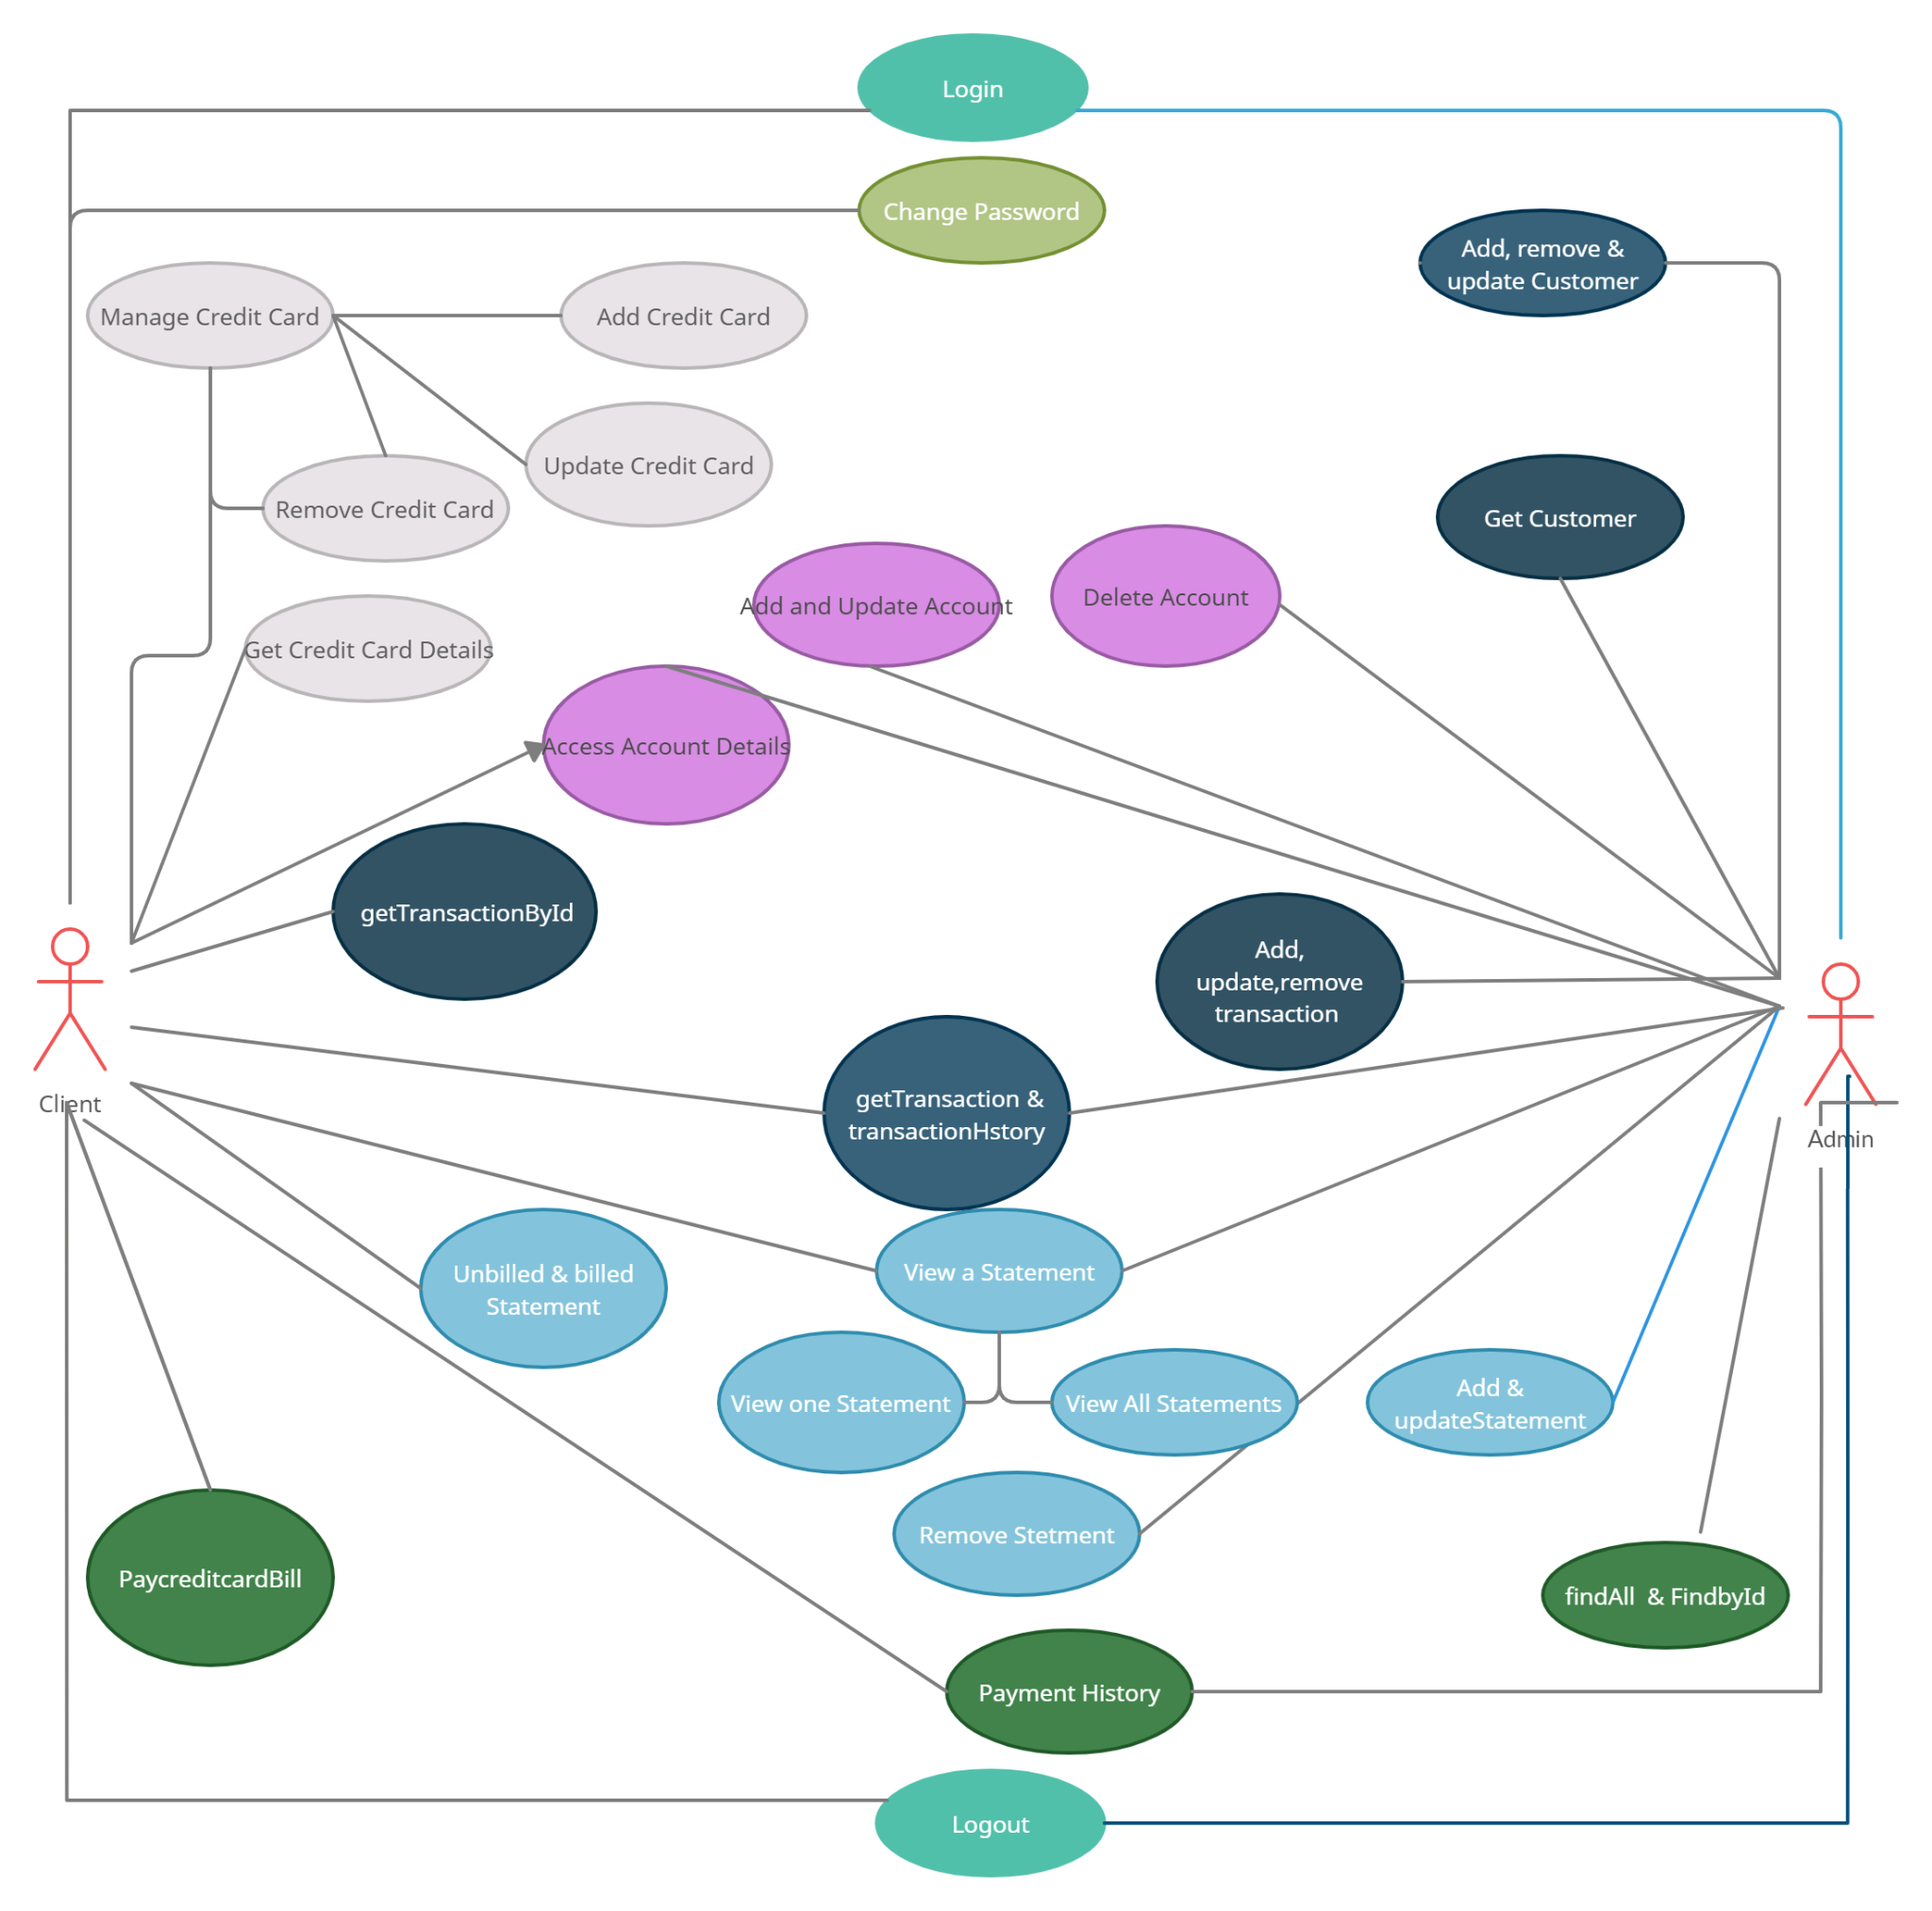 Login
Change Password
Add, remove &
update Customer
Manage Credit Card
Add Credit Card
Update Credit Card
Remove Credit Card
Get Customer
Add and Update Account
Delete Account
Get Credit Card Details
Access Account Details
getTransactionById
Add,
update,remove
transaction
Client
getTransaction &
transactionHstory
Admin
Unbilled & billed
Statement
View a Statement
View one Statement
View All Statements
Add &
updateStatement
Remove Stetment
PaycreditcardBill
findAll  & FindbyId
Payment History
Logout